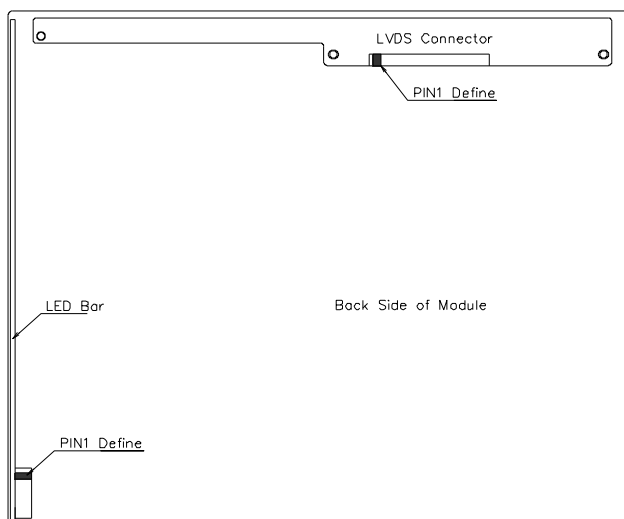 LVDS Connector
PIN1 Define
LED Bar
Back Side of Module
PIN1 Define